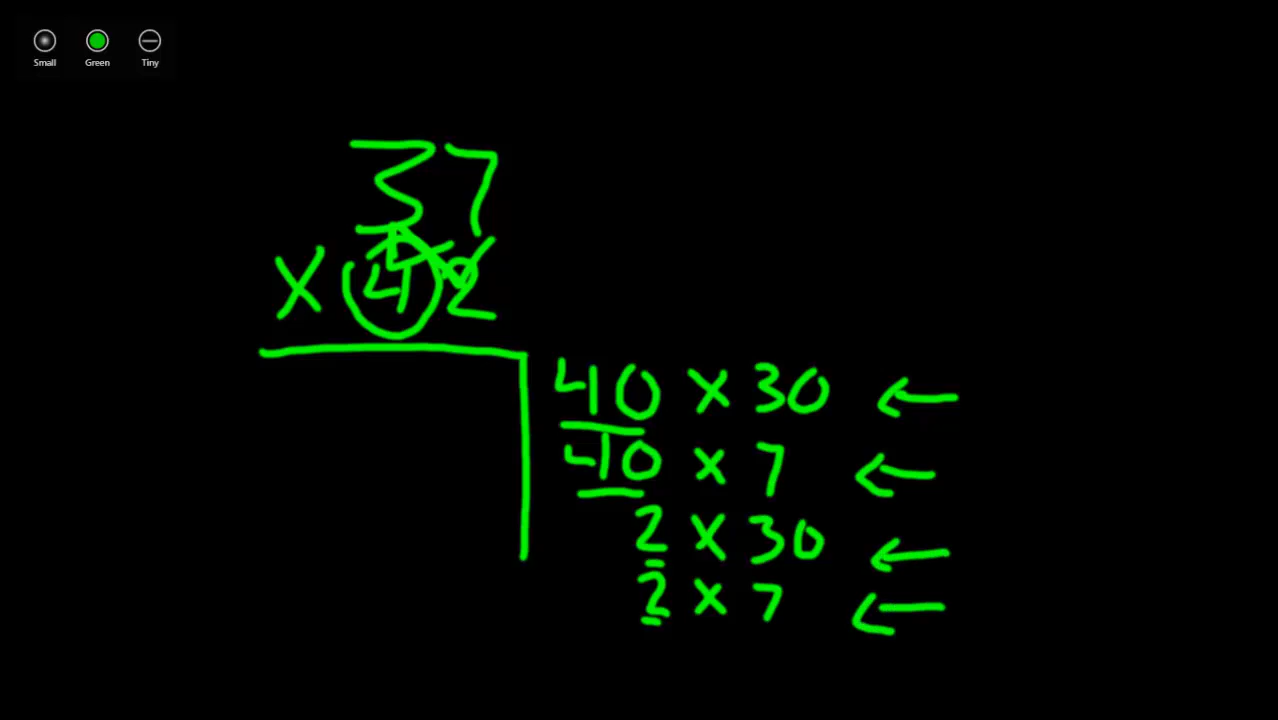 Small Green Tiny
37
X 42
40 X 30 ←
40 X 7 ←
2 X 30 ←
2 X 7 ←